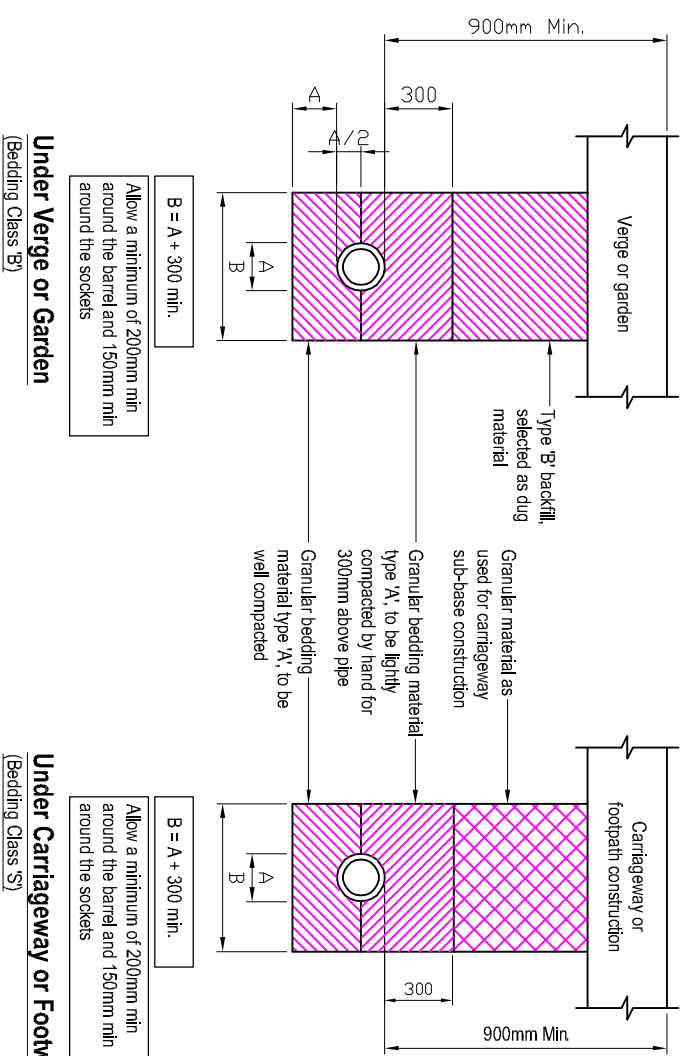 900mm Min.
300
A
A/2
Verge or garden
A
B
B = A + 300 min.
Allow a minimum of 200mm min
around the barrel and 150mm min
around the sockets
Under Verge or Garden
(Bedding Class 'B')
Type 'B' backfill,
selected as dug
material
Granular material as
used for carriageway
sub-base construction
Granular bedding material
type 'A', to be lightly
compacted by hand for
300mm above pipe
Granular bedding
material type 'A', to be
well compacted
Carriageway or
footpath construction
A
B
300
900mm Min.
B = A + 300 min.
Allow a minimum of 200mm min
around the barrel and 150mm min
around the sockets
Under Carriageway or Footw
(Bedding Class 'S')